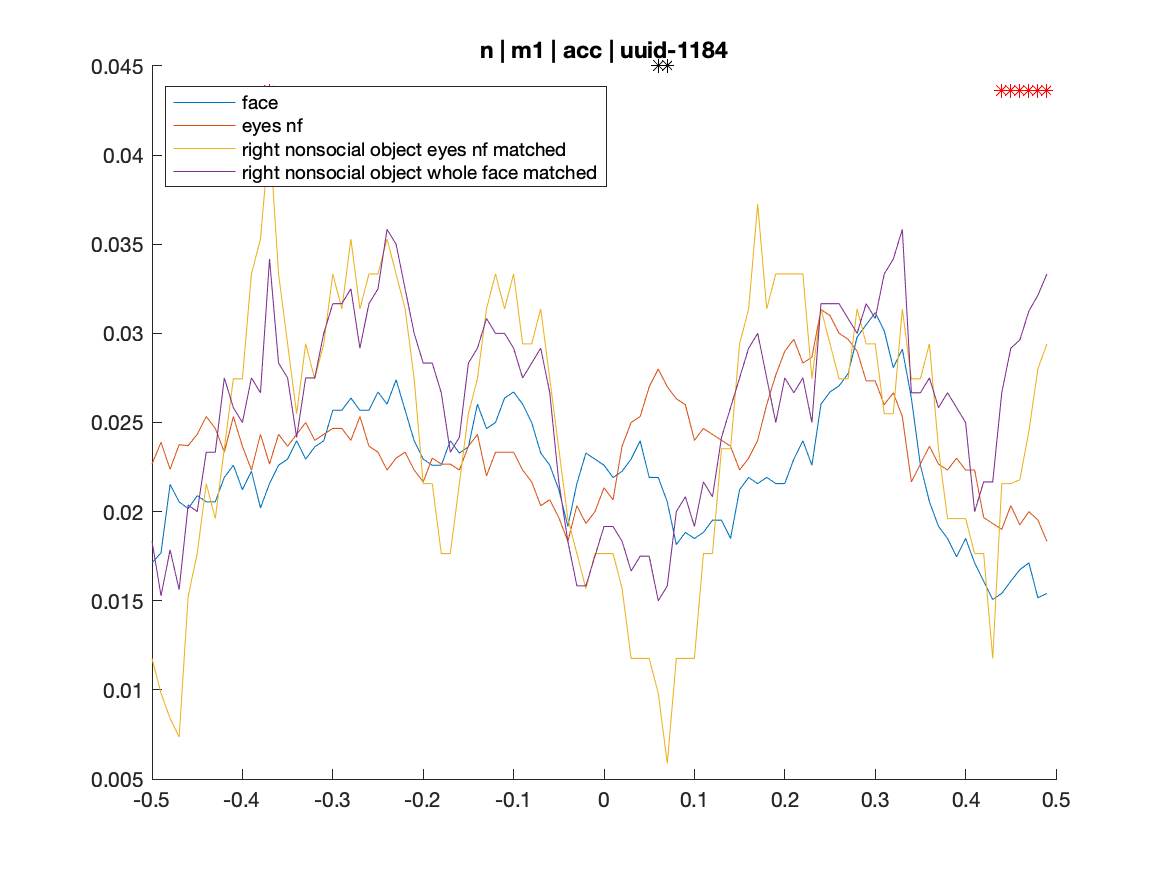 n | m1 | acc | uuid-1184
0.045
0.04
0.035
0.03
0.025
0.02
0.015
0.01
0.005
face
eyes nf
right nonsocial object eyes nf matched
right nonsocial object whole face matched
-0.5 -0.4 -0.3 -0.2 -0.1 0 0.1 0.2 0.3 0.4 0.5